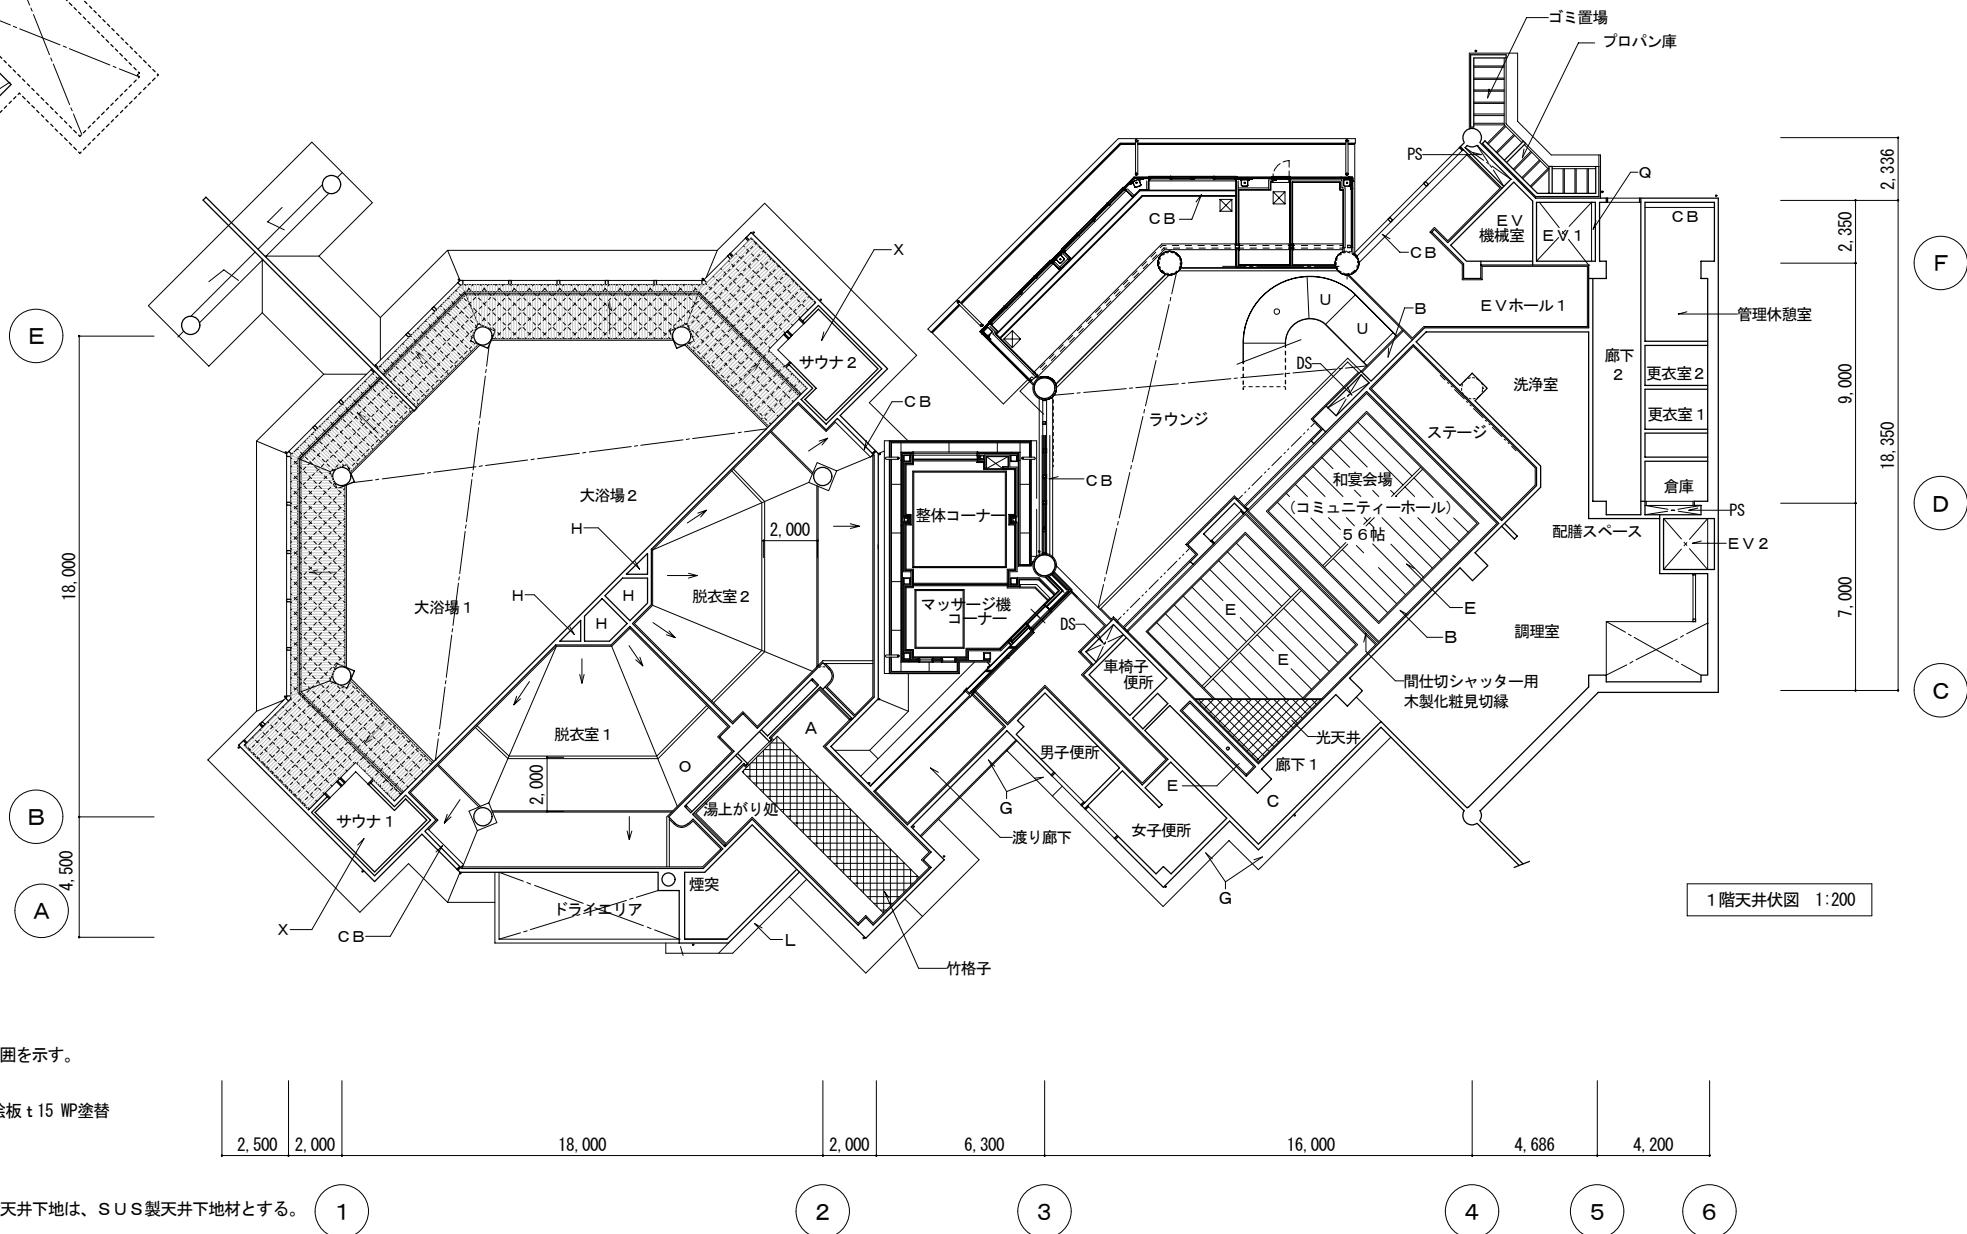 ゴミ置場
プロパン庫
PS
Q
2,336
CB
EV
機械室
EV1
CB
2,350
F
X
CB
U
U
B
EVホール1
管理休憩室
E
サウナ2
DS
洗浄室
廊下
2
更衣室2
9,000
18,350
CB
ラウンジ
ステージ
更衣室1
大浴場2
CB
和宴会場
(コミュニティーホール)
56帖
倉庫
PS
D
H
2,000
整体コーナー
配膳スペース
EV2
18,000
大浴場1
H
H
H
脱衣室2
マッサージ機
コーナー
DS
E
E
B
調理室
7,000
E
車椅子
便所
間仕切シャッター用
木製化粧見切縁
C
脱衣室1
A
男子便所
光天井
O
廊下1
2,000
E
C
B
サウナ1
湯上がり処
G
渡り廊下
女子便所
4,500
煙突
G
A
ドライエリア
X
CB
L
竹格子
1階天井伏図 1:200
囲を示す。
板 t15 WP塗替
2,500 2,000 18,000 2,000 6,300 16,000 4,686 4,200
天井下地は、SUS製天井下地材とする。
1 2 3 4 5 6